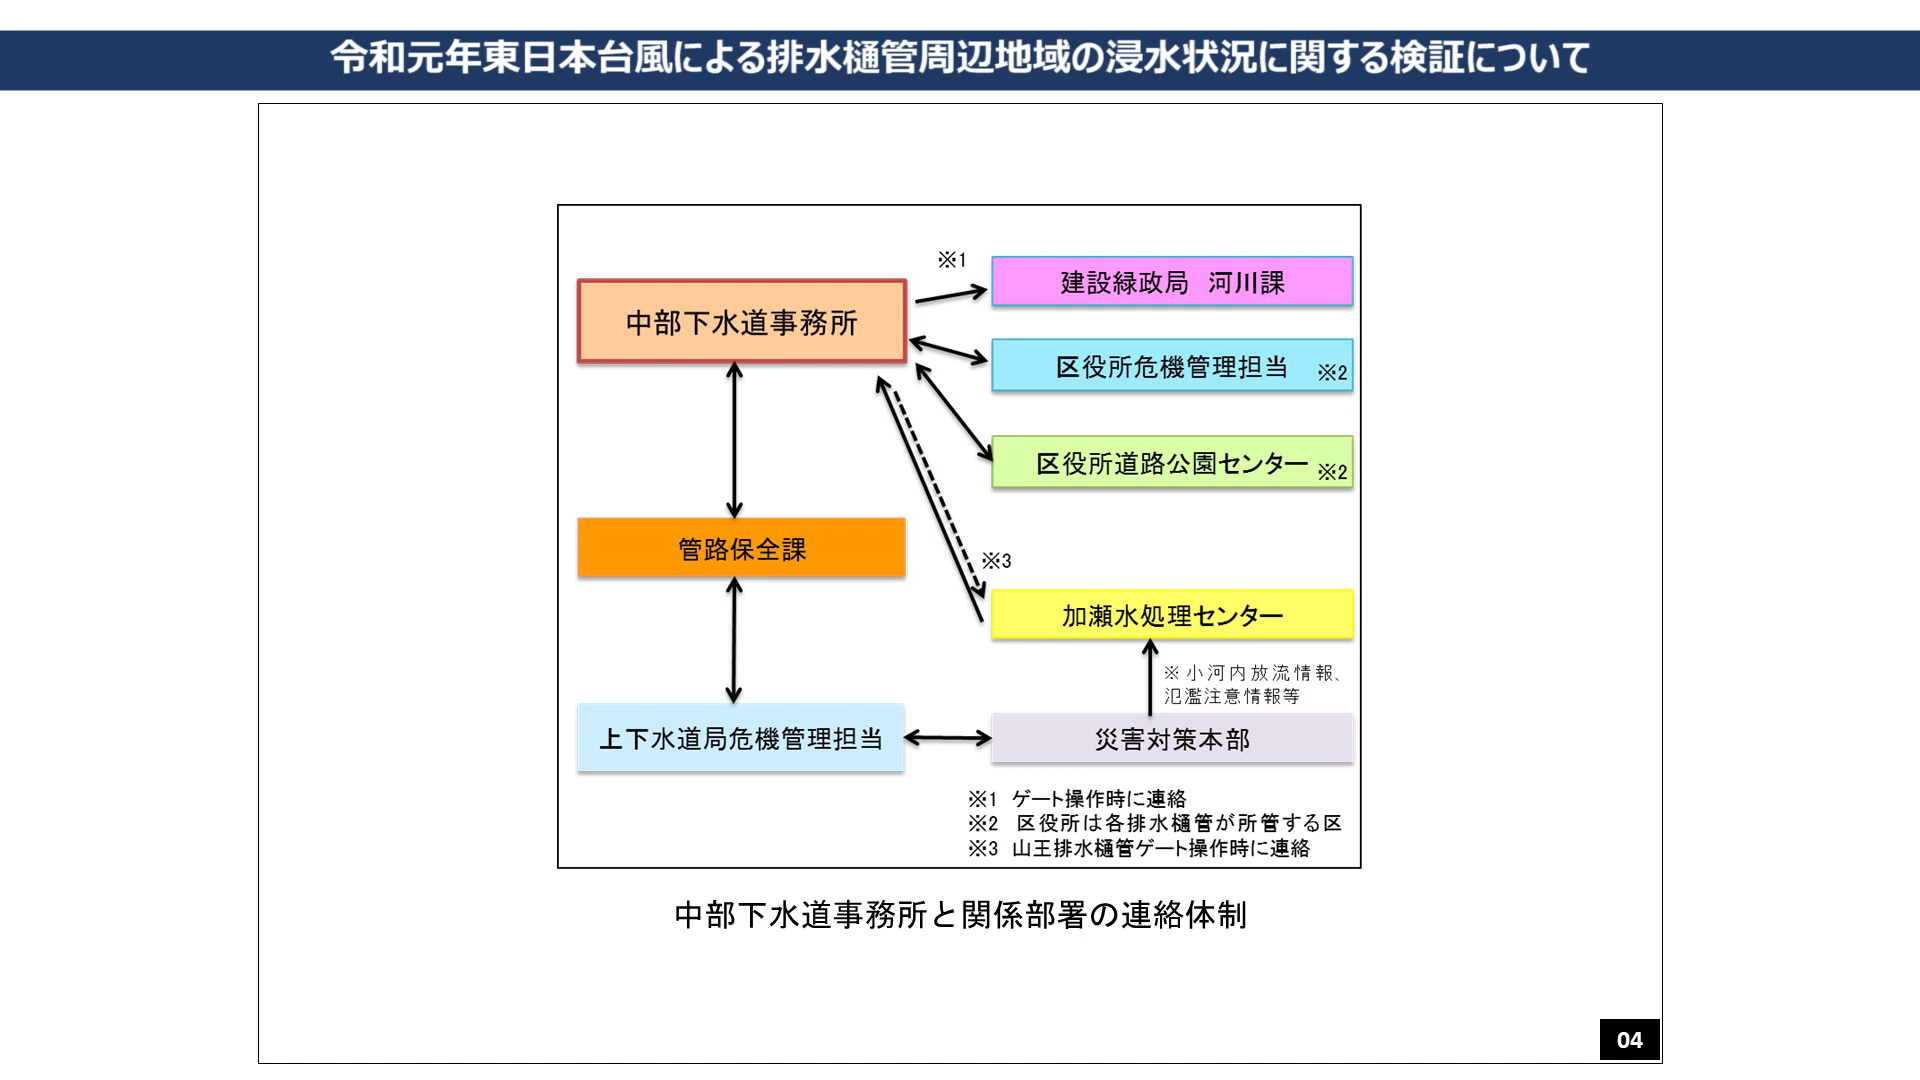 令和元年東日本台風による排水樋管周辺地域の浸水状況に関する検証について
※1
建設緑政局　河川課
中部下水道事務所
区役所危機管理担当 ※2
区役所道路公園センター ※2
管路保全課
※3
加瀬水処理センター
※小河内放流情報、
氾濫注意情報等
上下水道局危機管理担当
災害対策本部
※1 ゲート操作時に連絡
※2 区役所は各排水樋管が所管する区
※3 山王排水樋管ゲート操作時に連絡
中部下水道事務所と関係部署の連絡体制
04